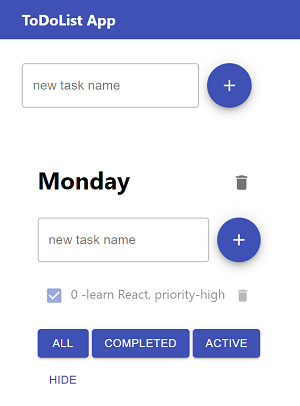 ToDoList App
new task name
+
Monday
new task name
+
0 -learn React, priority-high
ALL COMPLETED ACTIVE
HIDE